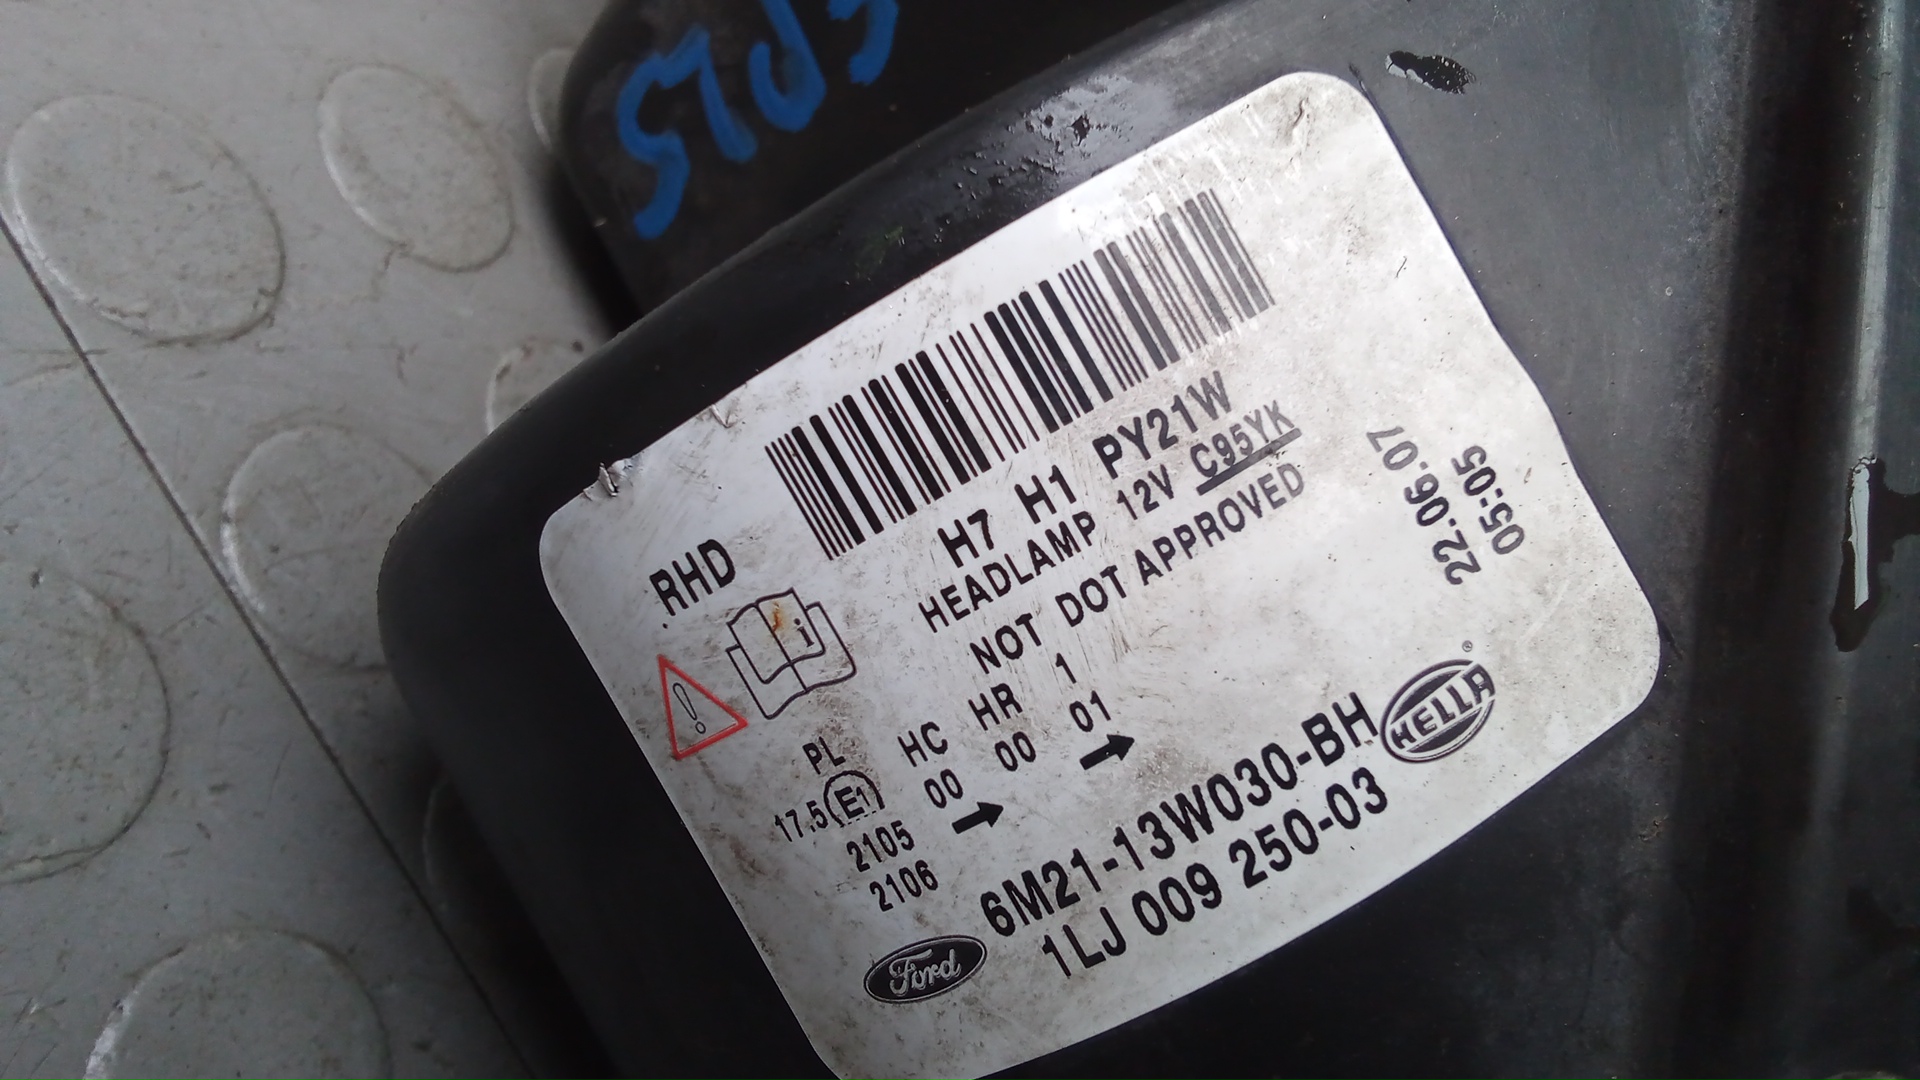 RHD
H7 H1 PY21W
HEADLAMP 12V C95YK
NOT DOT APPROVED
22.06.07
05:05
PL HC HR 1
17.5 E1 00 00 01
2105
2106
HELLA
6M21-13W030-BH
1LJ 009 250-03
Ford